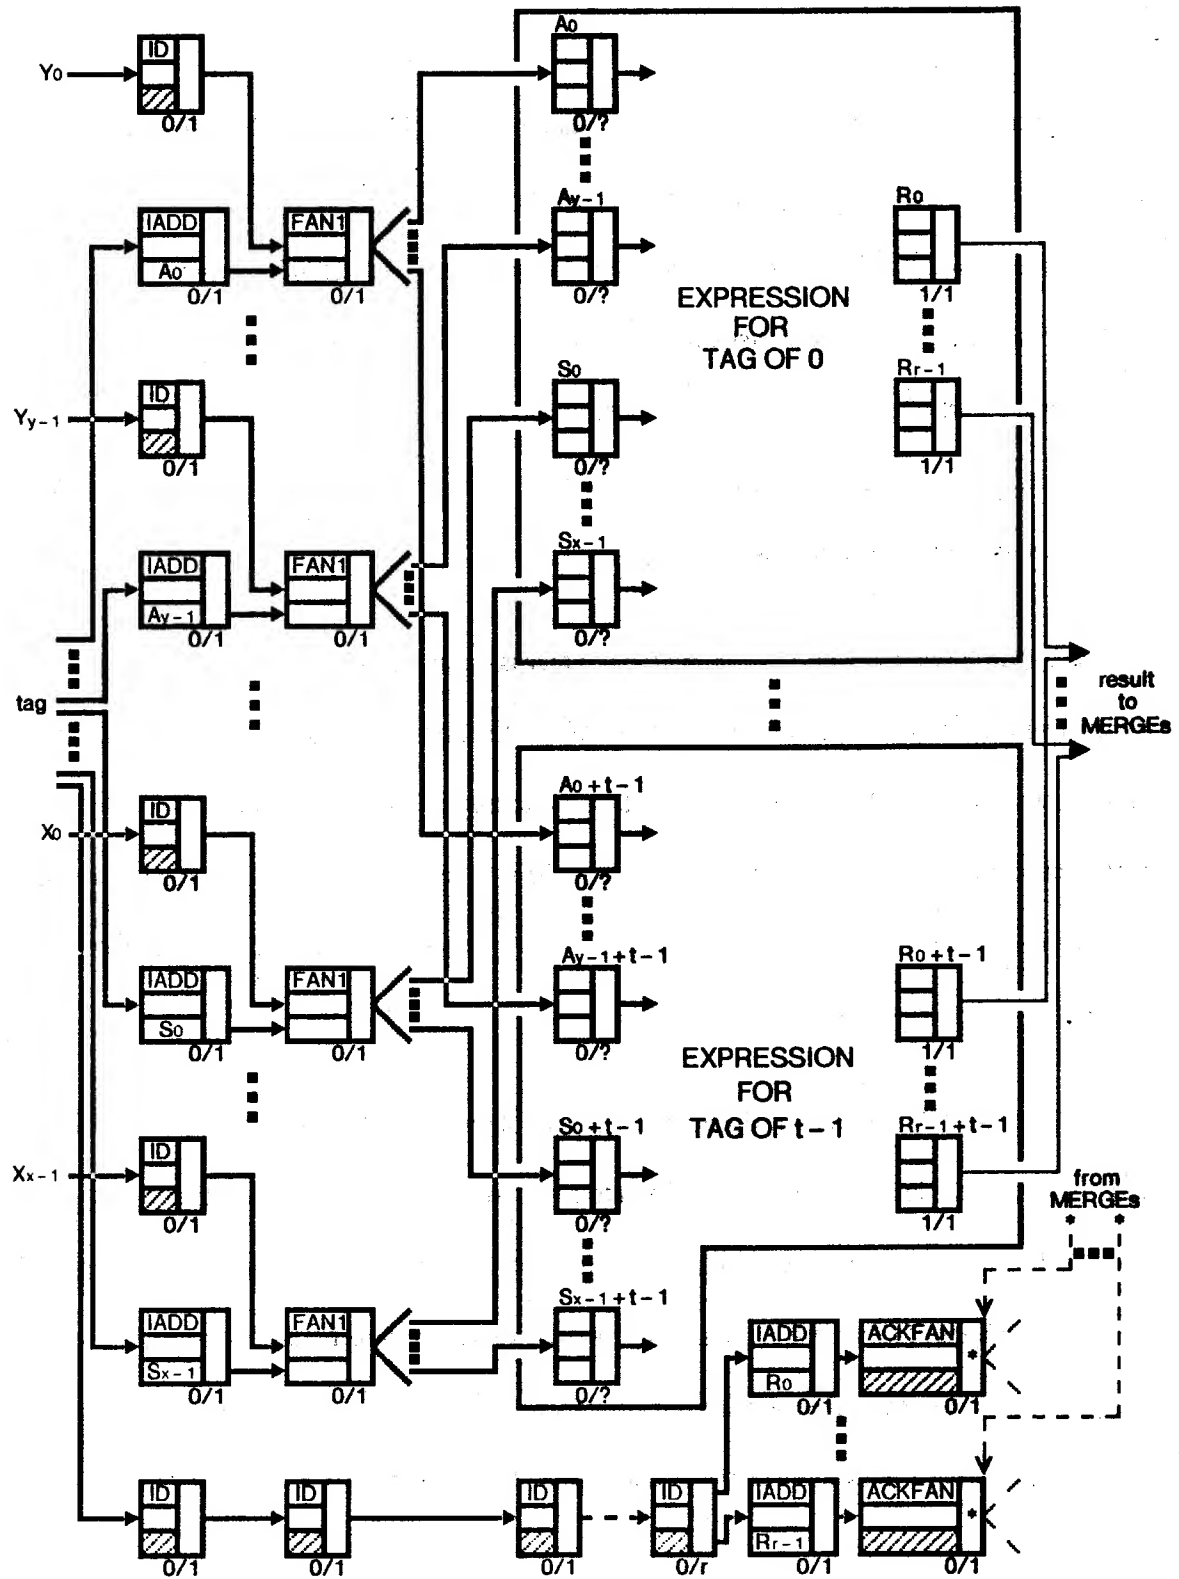 A0
ID
Y0
0/1
0/?
Ay-1
IADD
FAN1
R0
A0
0/1
0/1
0/?
1/1
EXPRESSION
FOR
TAG OF 0
S0
Rr-1
ID
Yy-1
0/1
0/?
1/1
Sx-1
IADD
FAN1
Ay-1
0/1
0/1
0/?
tag
result
to
MERGEs
A0+t-1
ID
X0
0/1
0/?
Ay-1+t-1
R0+t-1
IADD
FAN1
S0
0/1
0/1
0/?
1/1
EXPRESSION
FOR
TAG OF t-1
S0+t-1
Rr-1+t-1
ID
Xx-1
0/1
0/?
1/1
from
MERGEs
* *
Sx-1+t-1
IADD
FAN1
IADD
ACKFAN
*
Sx-1
R0
0/1
0/1
0/?
0/1
0/1
ID
ID
ID
ID
IADD
ACKFAN
*
Rr-1
0/1
0/1
0/1
0/r
0/1
0/1